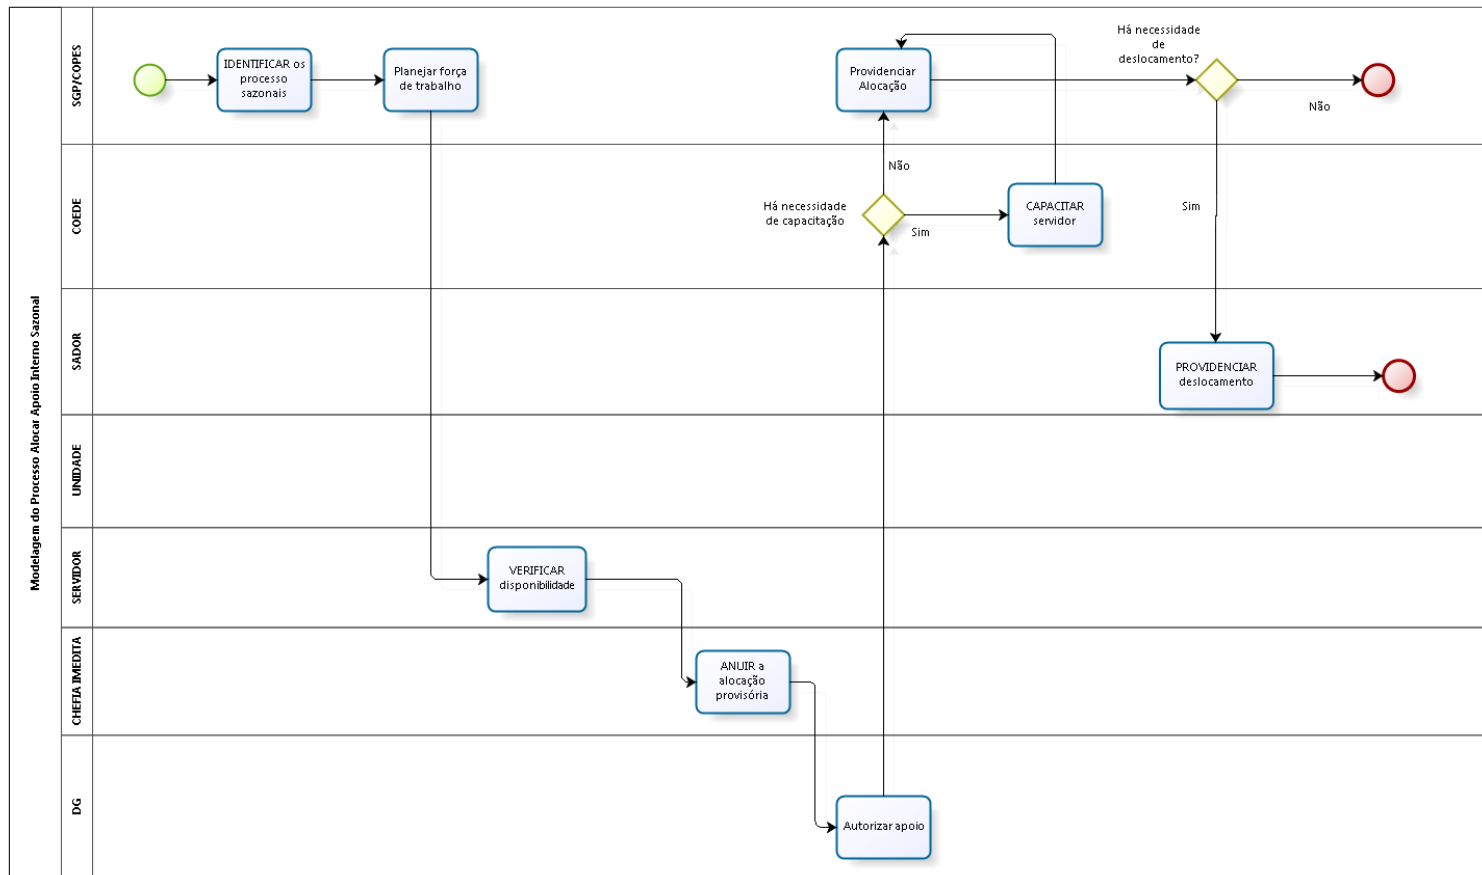 Modelagem do Processo Alocar Apoio Interno Sazonal
SGP/COPES
IDENTIFICAR os
processo
sazonais
Planejar força
de trabalho
Providenciar
Alocação
Há necessidade
de
deslocamento?
Não
Sim
COEDE
Há necessidade
de capacitação
Não
Sim
CAPACITAR
servidor
SADOR
PROVIDENCIAR
deslocamento
UNIDADE
SERVIDOR
VERIFICAR
disponibilidade
CHEFIA IMEDITA
ANUIR a
alocação
provisória
DG
Autorizar apoio